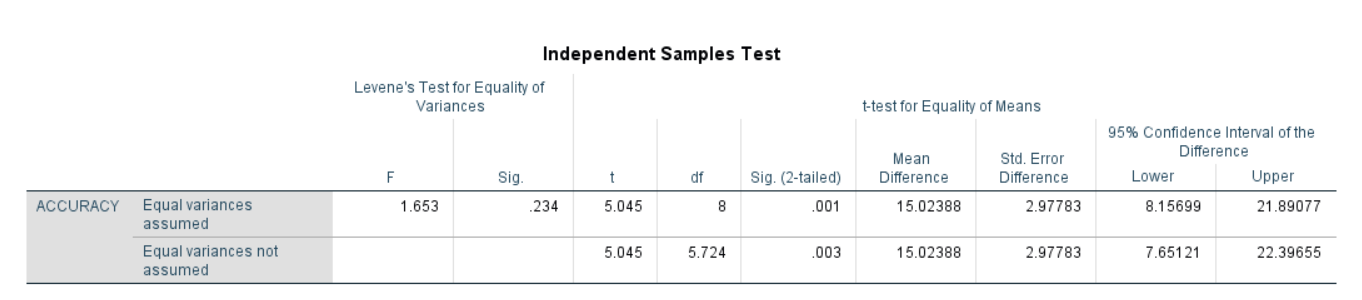 Independent Samples Test
Levene's Test for Equality of
Variances
t-test for Equality of Means
95% Confidence Interval of the
Difference
Mean
Difference
Std. Error
Difference
F Sig. t df Sig. (2-tailed) Lower Upper
ACCURACY Equal variances
assumed 1.653 .234 5.045 8 .001 15.02388 2.97783 8.15699 21.89077
Equal variances not
assumed 5.045 5.724 .003 15.02388 2.97783 7.65121 22.39655